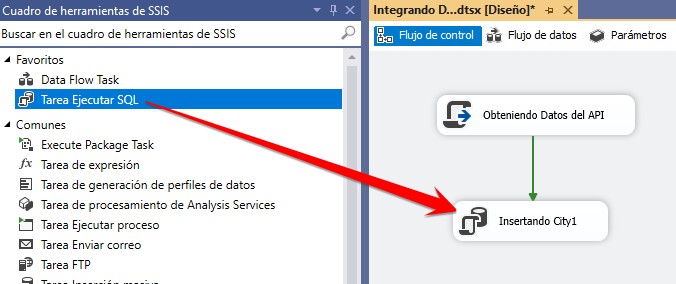 Cuadro de herramientas de SSIS
Buscar en el cuadro de herramientas de SSIS
Favoritos
Data Flow Task
Tarea Ejecutar SQL
Comunes
Execute Package Task
Tarea de expresión
Tarea de generación de perfiles de datos
Tarea de procesamiento de Analysis Services
Tarea Ejecutar proceso
Tarea Enviar correo
Tarea FTP
Tarea Inserción masiva
Integrando D...dtsx [Diseño]*
Flujo de control
Flujo de datos
Parámetros
Obteniendo Datos del API
Insertando City1